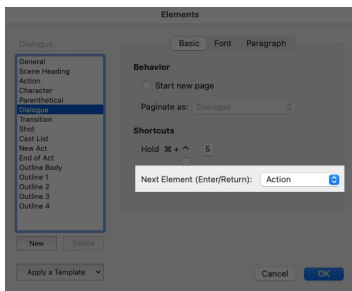 Elements
Dialogue
Basic Font Paragraph
General
Scene Heading
Action
Character
Parenthetical
Dialogue
Transition
Shot
Cast List
New Act
End of Act
Outline Body
Outline 1
Outline 2
Outline 3
Outline 4
Behavior
Start new page
Paginate as: Dialogue
Shortcuts
Hold ⌘ + ^ 5
Next Element (Enter/Return): Action
New Delete
Apply a Template
Cancel OK